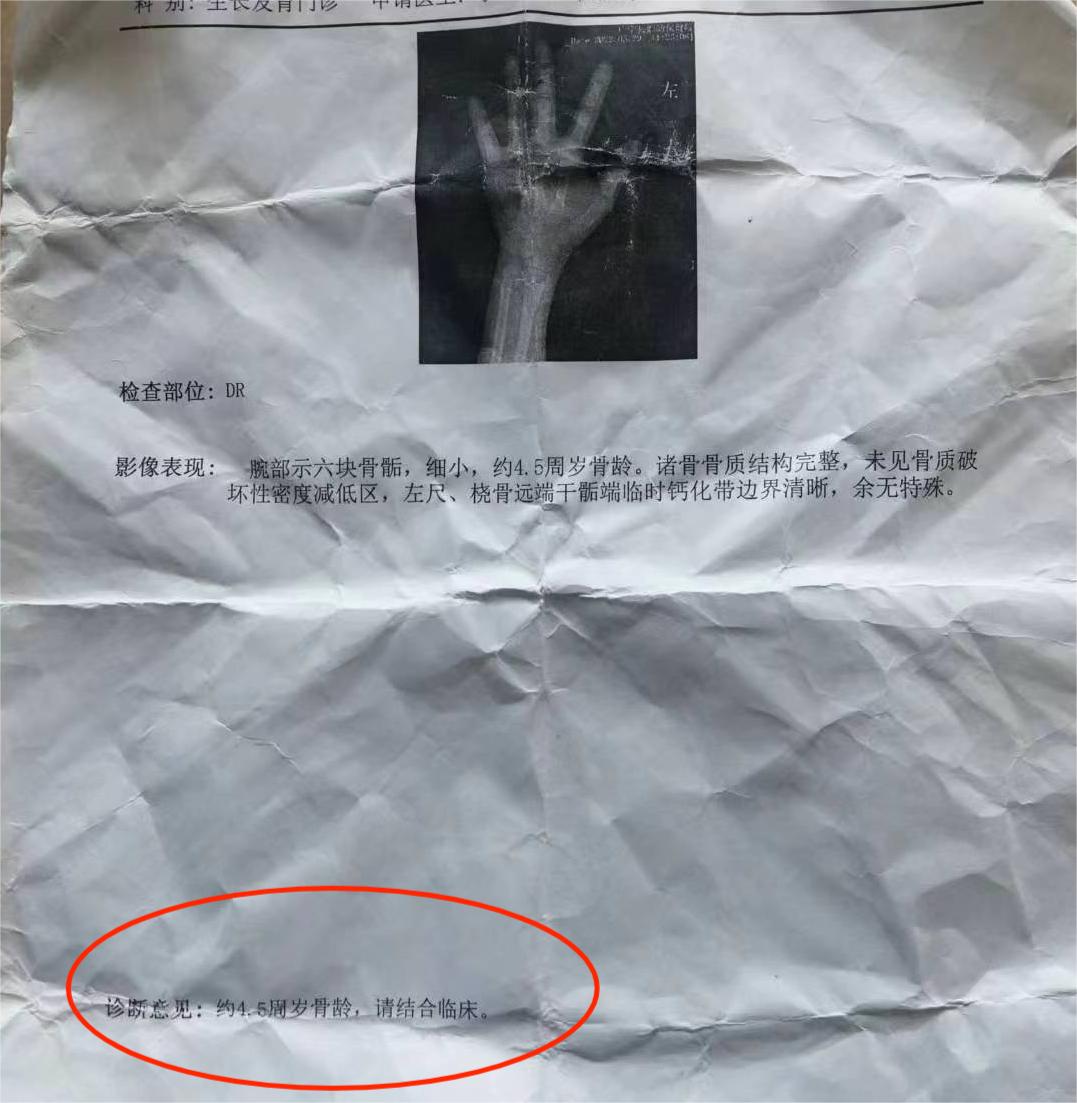 科 别: 生长发育门诊 申请医生:
左
检查部位: DR
影像表现: 腕部示六块骨骺，细小，约4.5周岁骨龄。诸骨骨质结构完整，未见骨质破
坏性密度减低区，左尺、桡骨远端干骺端临时钙化带边界清晰，余无特殊。
诊断意见: 约4.5周岁骨龄，请结合临床。